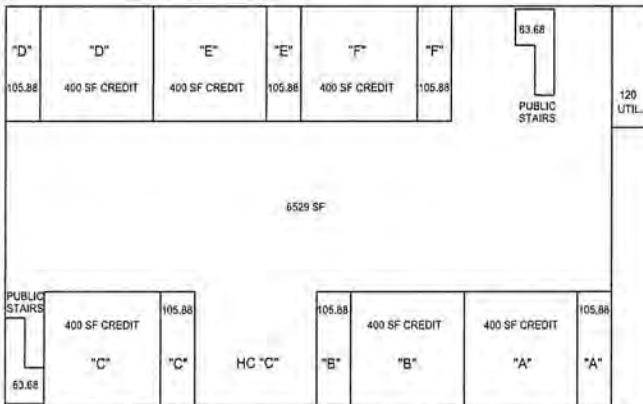 "D" "D" "E" "E" "F" "F" 63.68
105.88 400 SF CREDIT 400 SF CREDIT 105.88 400 SF CREDIT 105.88
PUBLIC
STAIRS
120
UTIL.
6529 SF
PUBLIC
STAIRS
400 SF CREDIT 105.88 105.88 400 SF CREDIT 400 SF CREDIT 105.88
63.68 "C" "C" HC "C" "B" "B" "A" "A"